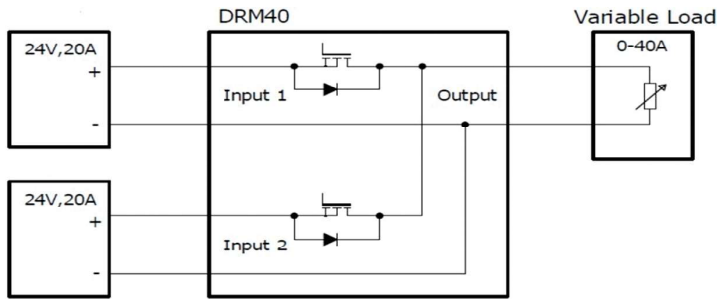 DRM40
Variable Load
24V,20A
+
-
Input 1
Output
0-40A
24V,20A
+
-
Input 2